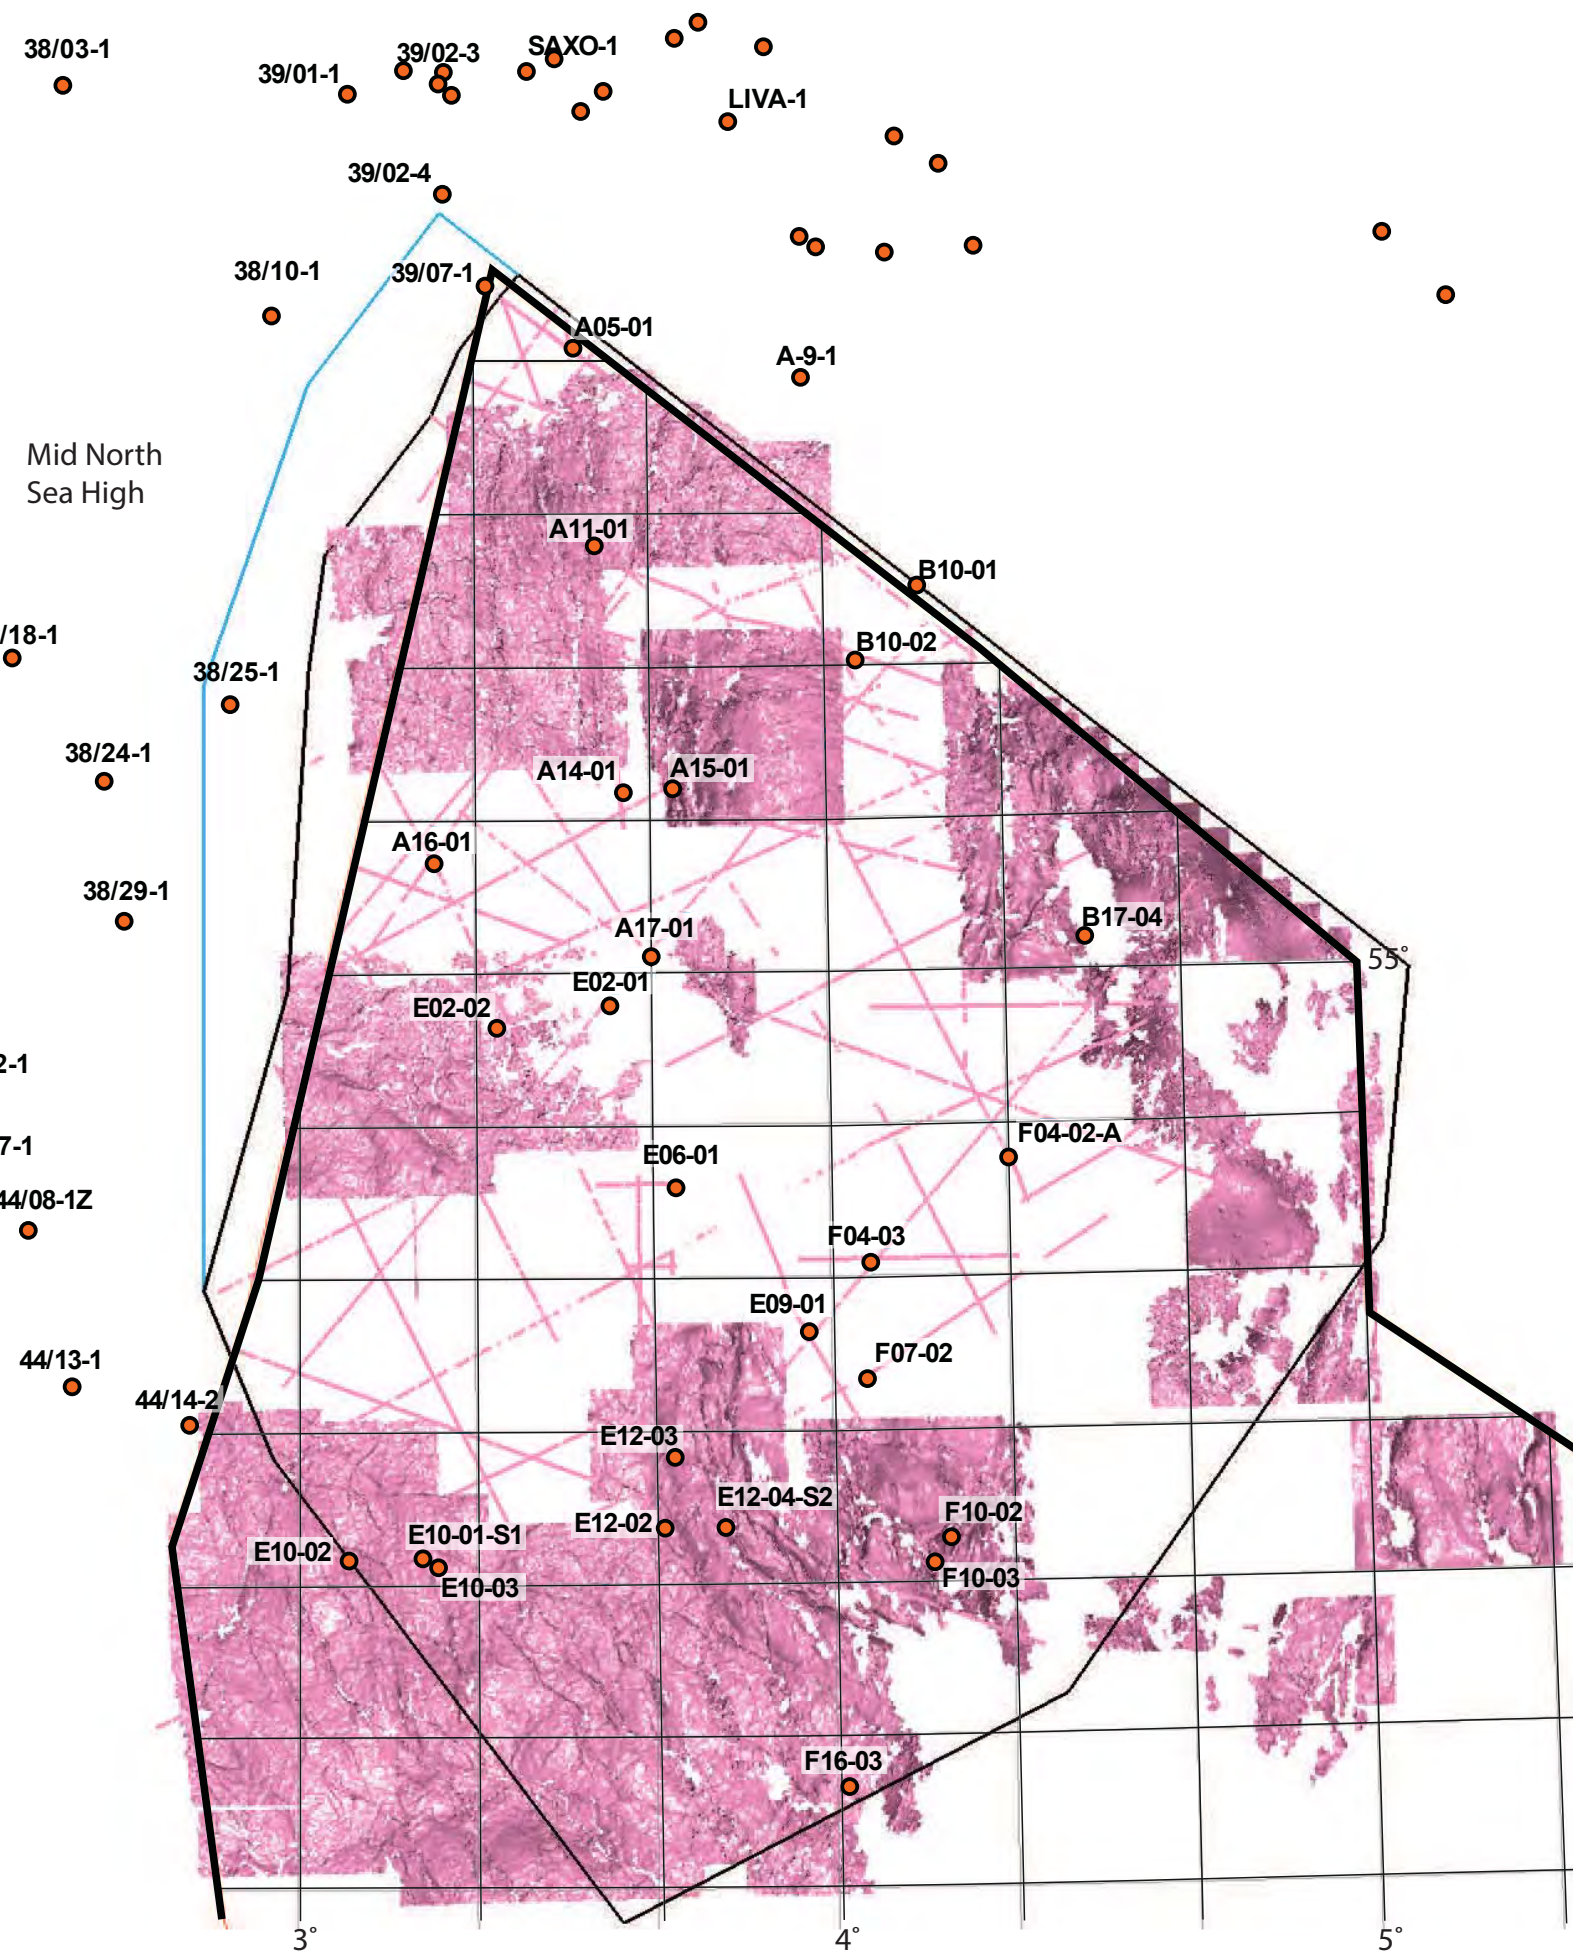 38/03-1
39/01-1
39/02-3
SAXO-1
LIVA-1
39/02-4
38/10-1
39/07-1
A05-01
A-9-1
Mid North
Sea High
A11-01
B10-01
/18-1
38/25-1
B10-02
38/24-1
A14-01
A15-01
A16-01
38/29-1
A17-01
B17-04
55°
E02-01
E02-02
2-1
7-1
F04-02-A
E06-01
44/08-1Z
F04-03
E09-01
44/13-1
F07-02
44/14-2
E12-03
E12-04-S2
E12-02
F10-02
E10-01-S1
E10-02
E10-03
F10-03
F16-03
3°
4°
5°